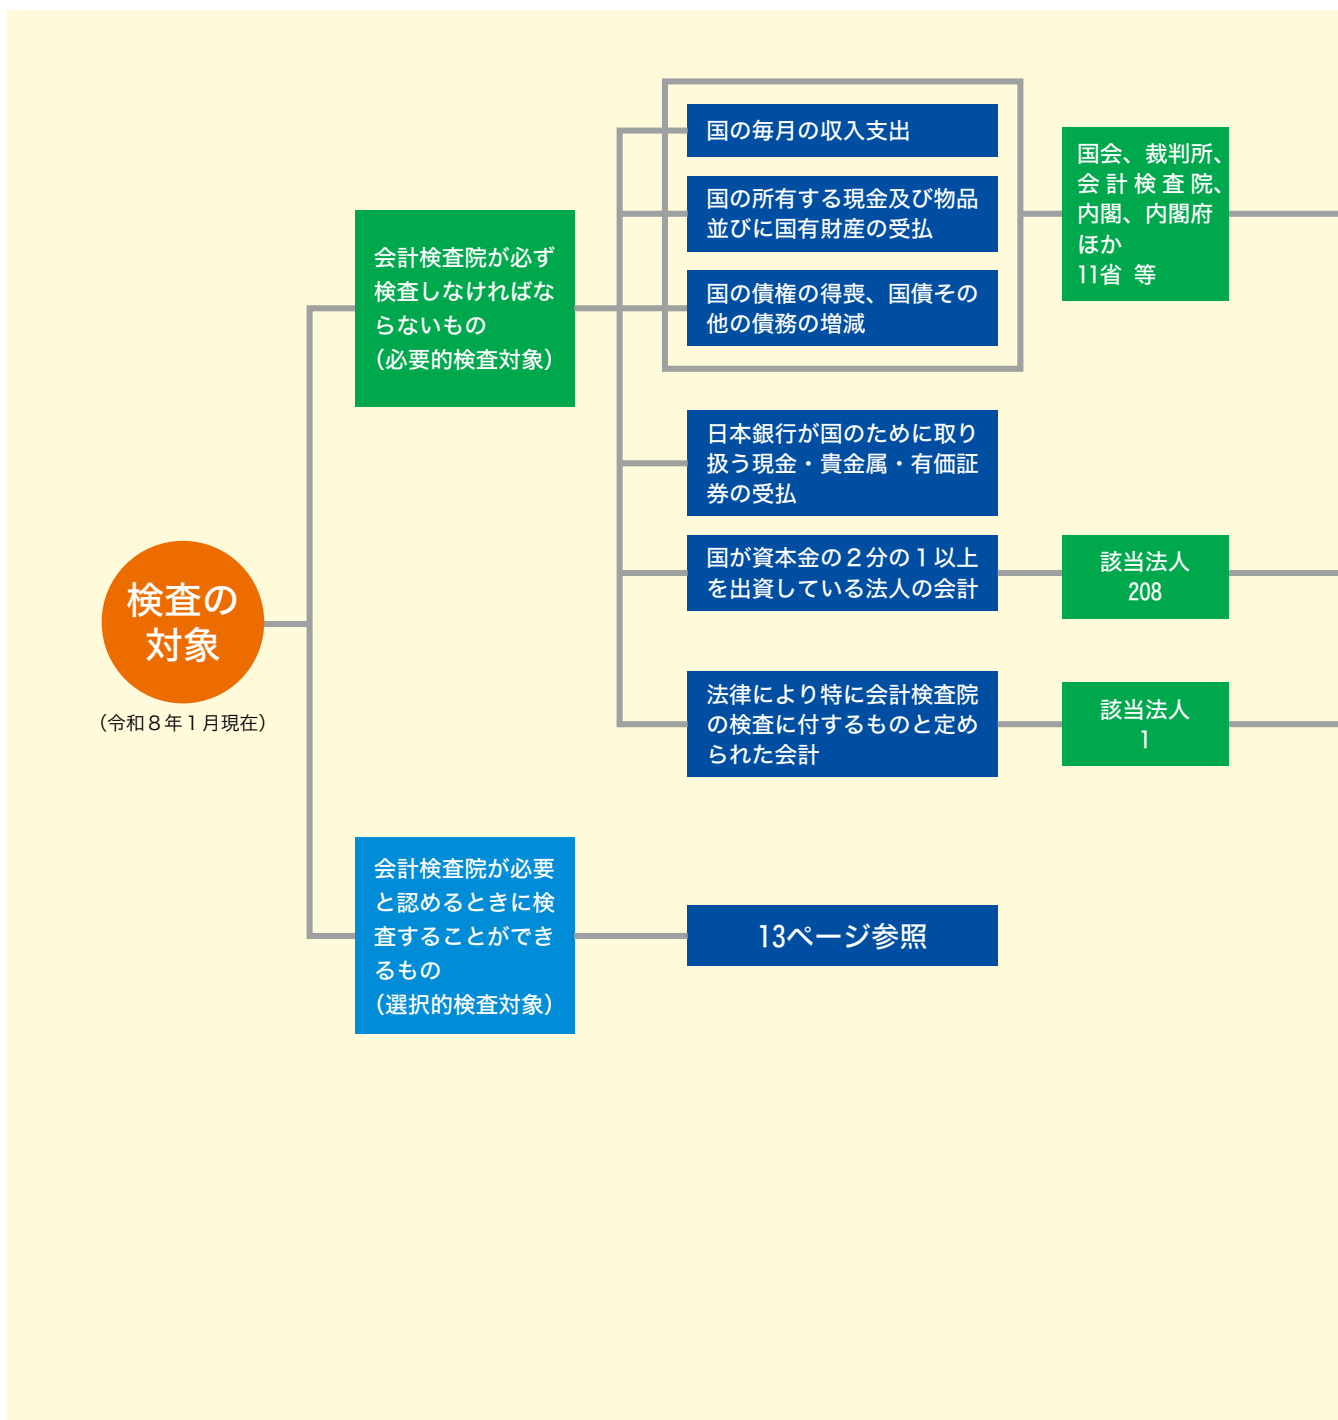 国の毎月の収入支出
国の所有する現金及び物品
並びに国有財産の受払
国の債権の得喪、国債その
他の債務の増減
国会、裁判所、
会計検査院、
内閣、内閣府
ほか
11省 等
会計検査院が必ず
検査しなければな
らないもの
（必要的検査対象）
日本銀行が国のために取り
扱う現金・貴金属・有価証
券の受払
国が資本金の２分の１以上
を出資している法人の会計
該当法人
208
検査の
対象
（令和８年１月現在）
法律により特に会計検査院
の検査に付するものと定め
られた会計
該当法人
1
会計検査院が必要
と認めるときに検
査することができ
るもの
（選択的検査対象）
13ページ参照